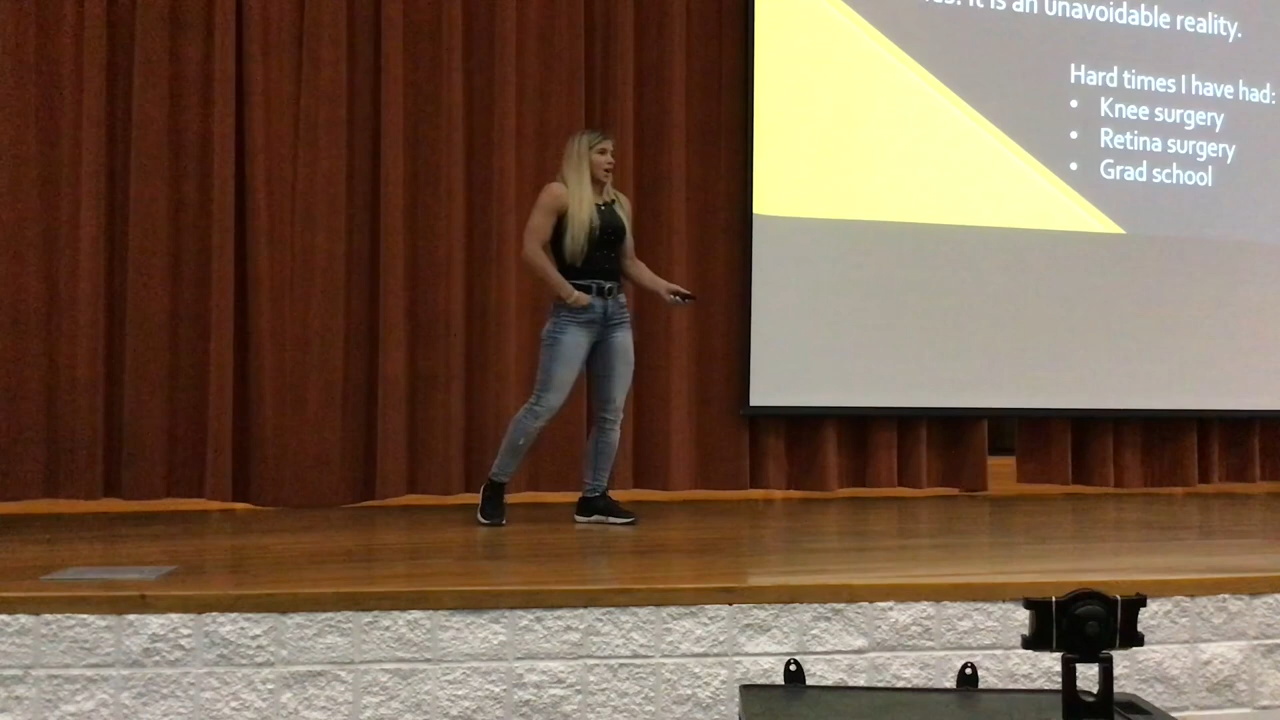 It is an unavoidable reality.
Hard times I have had:
• Knee surgery
• Retina surgery
• Grad school